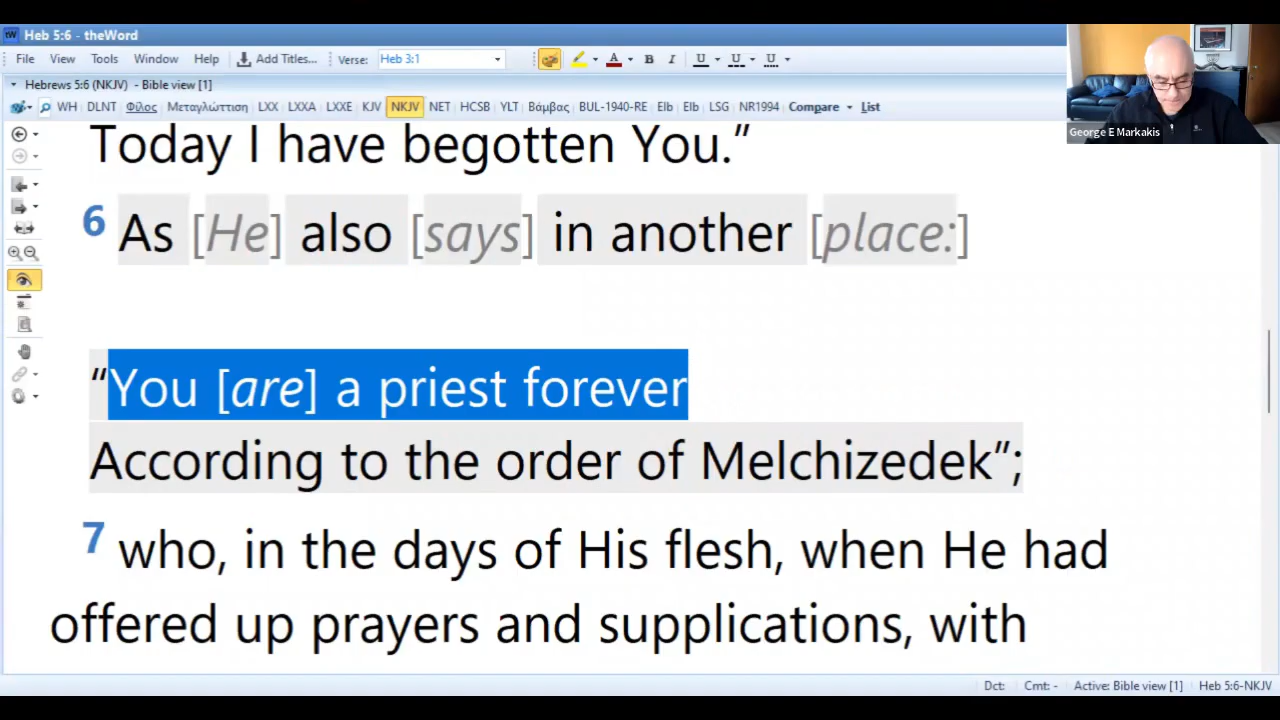 Heb 5:6 - theWord
File View Tools Window Help Add Titles... Verse: Heb 3:1 B I U U U
Hebrews 5:6 (NKJV) - Bible view [1]
WH DLNT Φίλος Μεταγλώττιση LXX LXXA LXXE KJV NKJV NET HCSB YLT Βάμβας BUL-1940-RE Elb Elb LSG NR1994 Compare List
George E Markakis
Today I have begotten You.”
6 As [He] also [says] in another [place:]
“You [are] a priest forever
According to the order of Melchizedek”;
7 who, in the days of His flesh, when He had
offered up prayers and supplications, with
Dct: Cmt: - Active: Bible view [1] Heb 5:6-NKJV